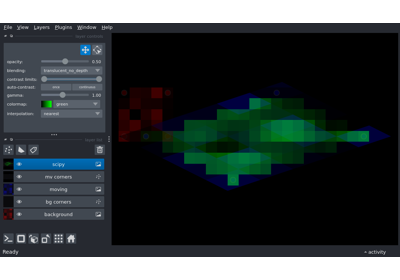 File View Layers Plugins Window Help
opacity: 0.50
blending: translucent_no_depth
contrast limits:
auto-contrast: once continuous
gamma: 1.00
colormap: green
interpolation: nearest
scipy
mv corners
moving
bg corners
background
Ready
activity